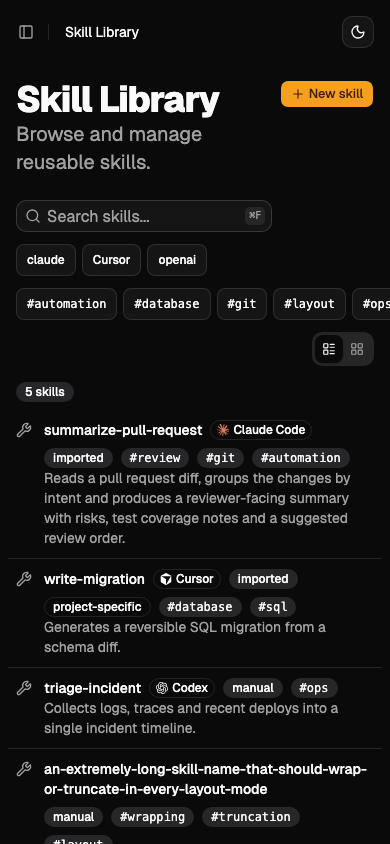 Skill Library
Skill Library
+ New skill
Browse and manage
reusable skills.
Search skills... ⌘F
claude Cursor openai
#automation #database #git #layout #ops
5 skills
summarize-pull-request Claude Code
imported #review #git #automation
Reads a pull request diff, groups the changes by
intent and produces a reviewer-facing summary
with risks, test coverage notes and a suggested
review order.
write-migration Cursor imported
project-specific #database #sql
Generates a reversible SQL migration from a
schema diff.
triage-incident Codex manual #ops
Collects logs, traces and recent deploys into a
single incident timeline.
an-extremely-long-skill-name-that-should-wrap-
or-truncate-in-every-layout-mode
manual #wrapping #truncation
#layout